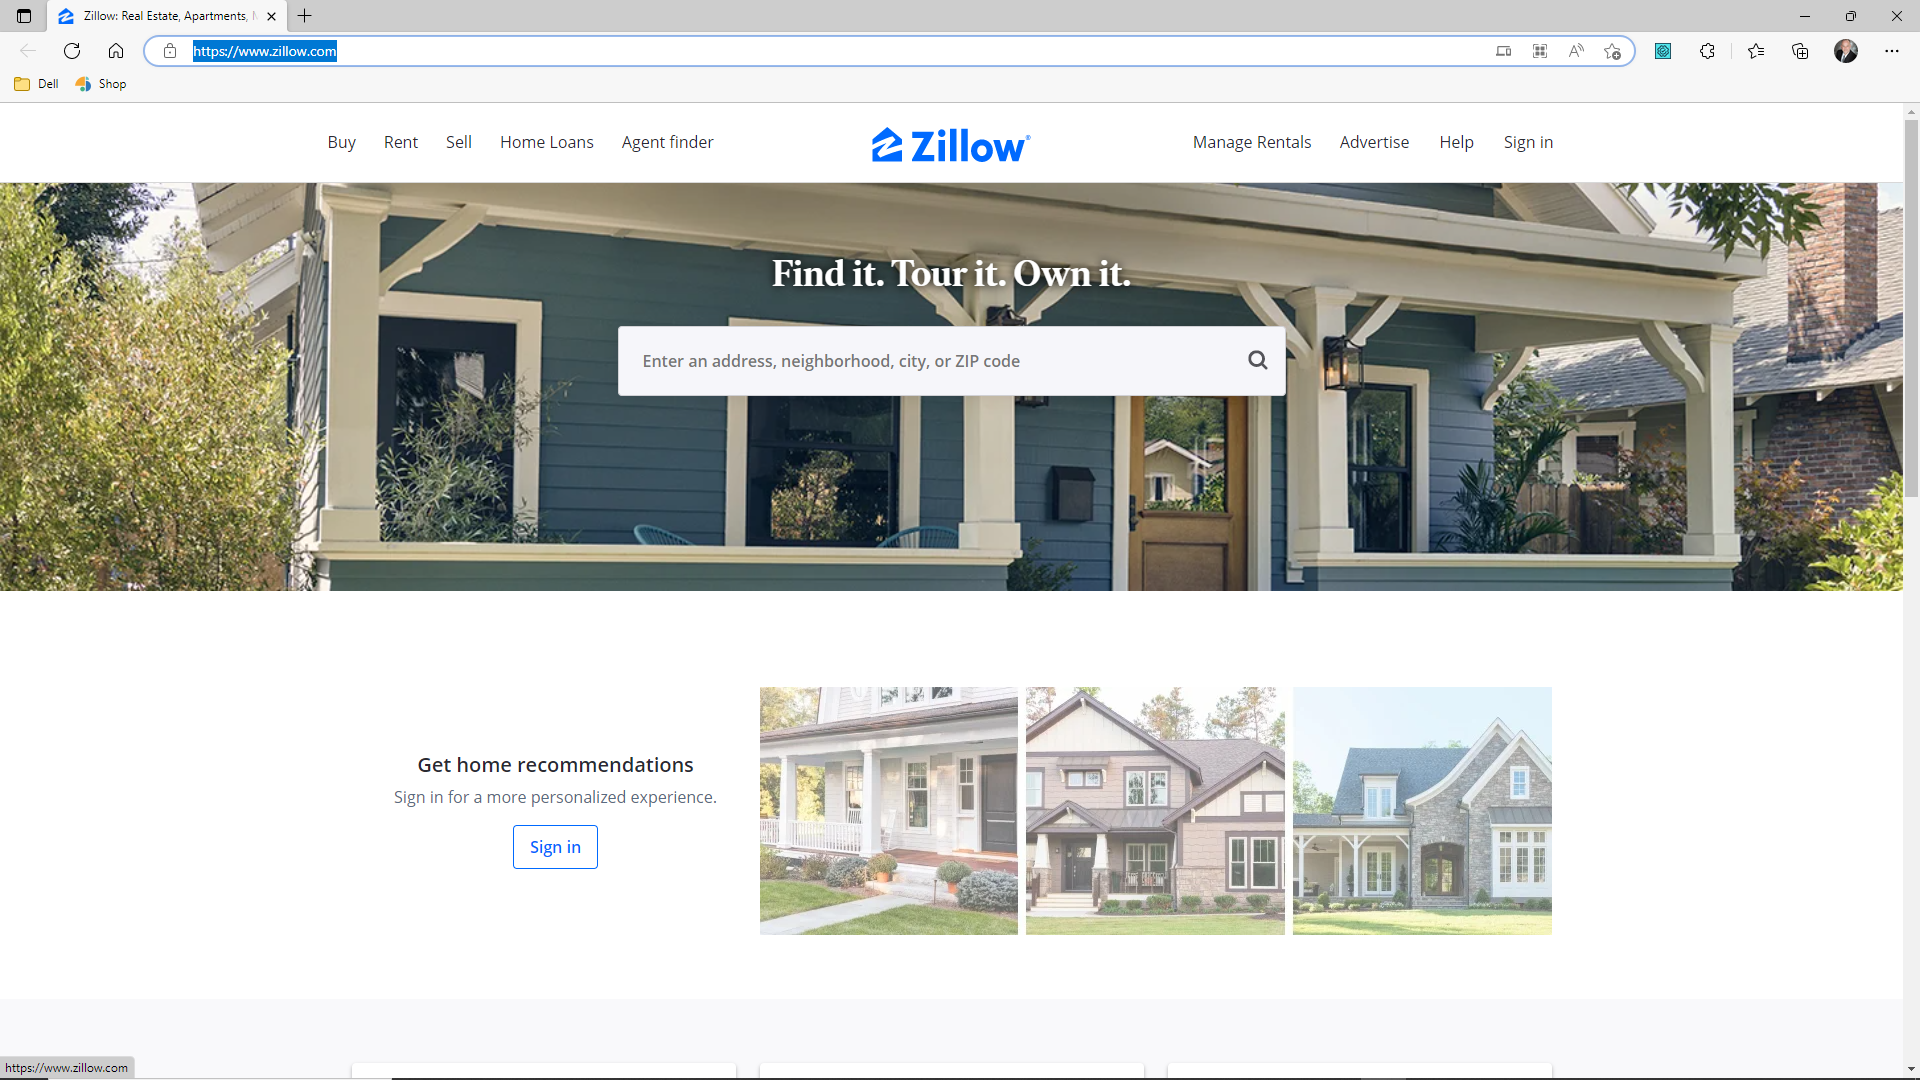 Zillow: Real Estate, Apartments,
https://www.zillow.com
Dell
Shop
Buy
Rent
Sell
Home Loans
Agent finder
Zillow
Manage Rentals
Advertise
Help
Sign in
Find it. Tour it. Own it.
Enter an address, neighborhood, city, or ZIP code
Get home recommendations
Sign in for a more personalized experience.
Sign in
https://www.zillow.com